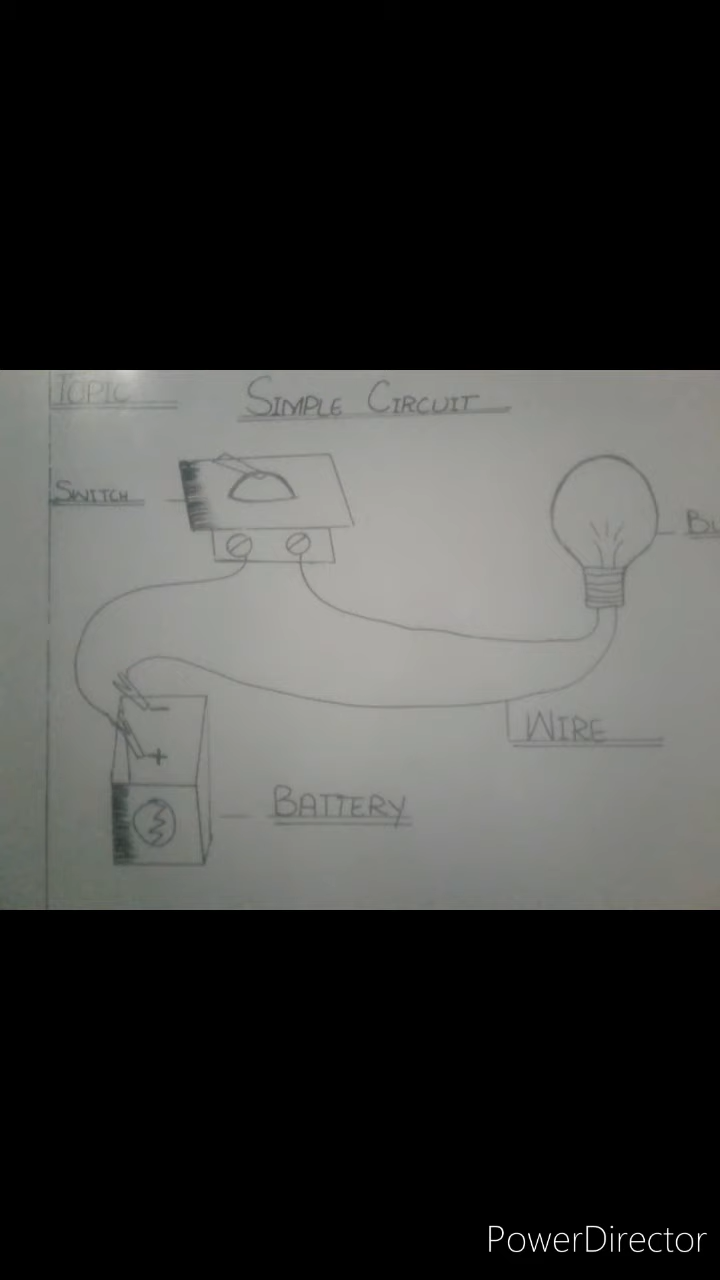 TOPIC
SIMPLE CIRCUIT
SWITCH
WIRE
- +
BATTERY
PowerDirector